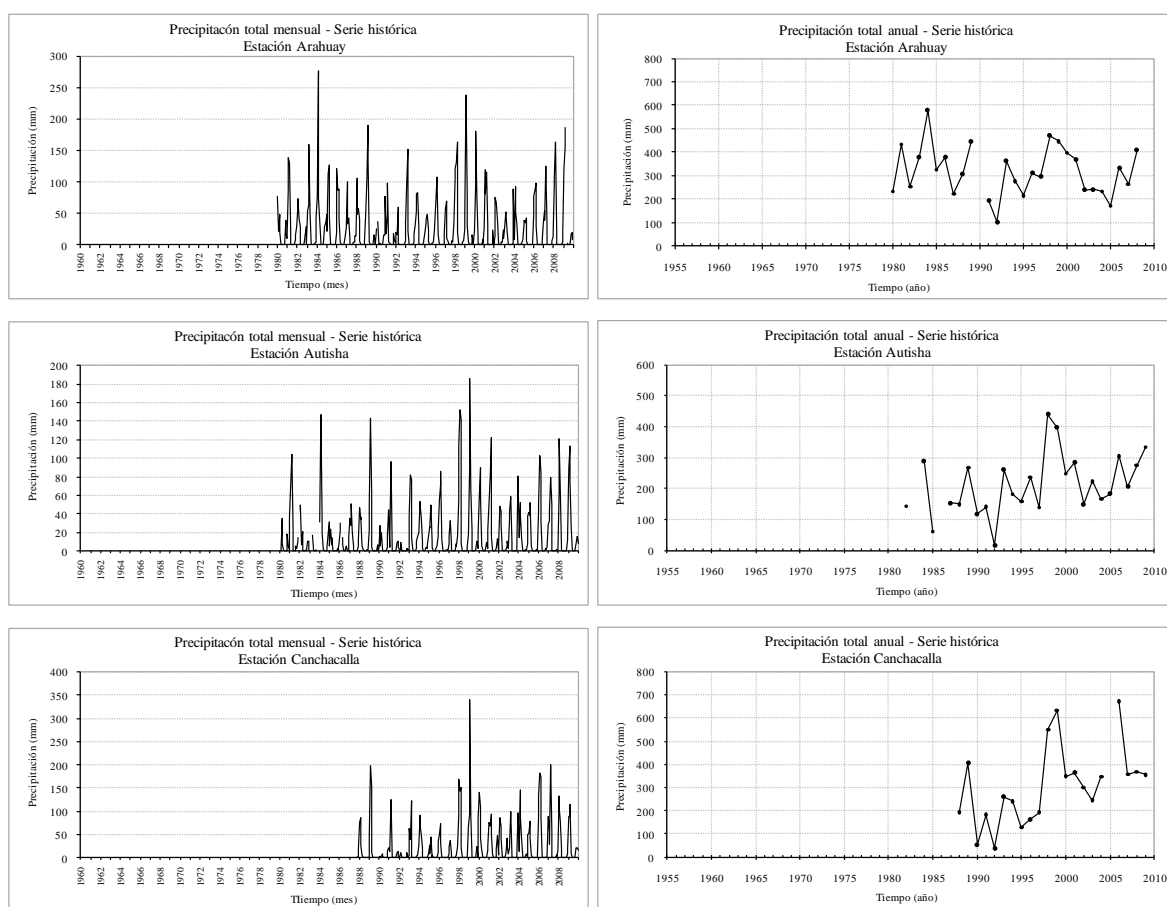 Precipitacón total mensual - Serie histórica
Estación Arahuay
300
250
200
150
100
50
0
Precipitación (mm)
1960 1962 1964 1966 1968 1970 1972 1974 1976 1978 1980 1982 1984 1986 1988 1990 1992 1994 1996 1998 2000 2002 2004 2006 2008
Tiempo (mes)
Precipitación total anual - Serie histórica
Estación Arahuay
800
700
600
500
400
300
200
100
0
Precipitación (mm)
1955 1960 1965 1970 1975 1980 1985 1990 1995 2000 2005 2010
Tiempo (año)
Precipitacón total mensual - Serie histórica
Estación Autisha
200
180
160
140
120
100
80
60
40
20
0
Precipitación (mm)
1960 1962 1964 1966 1968 1970 1972 1974 1976 1978 1980 1982 1984 1986 1988 1990 1992 1994 1996 1998 2000 2002 2004 2006 2008
TIiempo (mes)
Precipitación total anual - Serie histórica
Estación Autisha
600
500
400
300
200
100
0
Precipitación (mm)
1955 1960 1965 1970 1975 1980 1985 1990 1995 2000 2005 2010
Tiempo (año)
Precipitacón total mensual - Serie histórica
Estación Canchacalla
400
350
300
250
200
150
100
50
0
Precipitación (mm)
1960 1962 1964 1966 1968 1970 1972 1974 1976 1978 1980 1982 1984 1986 1988 1990 1992 1994 1996 1998 2000 2002 2004 2006 2008
TIiempo (mes)
Precipitación total anual - Serie histórica
Estación Canchacalla
800
700
600
500
400
300
200
100
0
Precipitación (mm)
1955 1960 1965 1970 1975 1980 1985 1990 1995 2000 2005 2010
Tiempo (año)